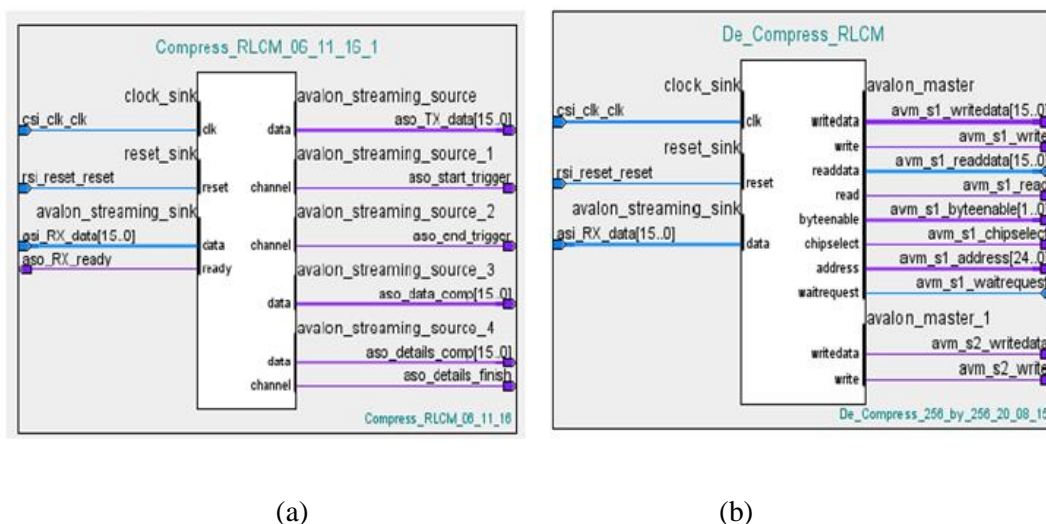 Compress_RLCM_06_11_16_1
clock_sink
avalon_streaming_source
csi_clk_clk
aso_TX_data[15..0]
clk
data
reset_sink
avalon_streaming_source_1
rsi_reset_reset
aso_start_trigger
reset
channel
avalon_streaming_sink
avalon_streaming_source_2
asi_RX_data[15..0]
aso_end_trigger
data
channel
aso_RX_ready
ready
avalon_streaming_source_3
aso_data_comp[15..0]
data
avalon_streaming_source_4
aso_details_comp[15..0]
data
aso_details_finish
channel
Compress_RLCM_06_11_16
(a)
De_Compress_RLCM
clock_sink
avalon_master
csi_clk_clk
avm_s1_writedata[15..0]
clk
writedata
avm_s1_write
write
reset_sink
avm_s1_readdata[15..0]
readdata
rsi_reset_reset
avm_s1_read
reset
read
avm_s1_byteenable[1..0]
byteenable
avalon_streaming_sink
avm_s1_chipselect
chipselect
asi_RX_data[15..0]
avm_s1_address[24..0]
data
address
avm_s1_waitrequest
waitrequest
avalon_master_1
avm_s2_writedata
writedata
avm_s2_write
write
De_Compress_256_by_256_20_08_15
(b)